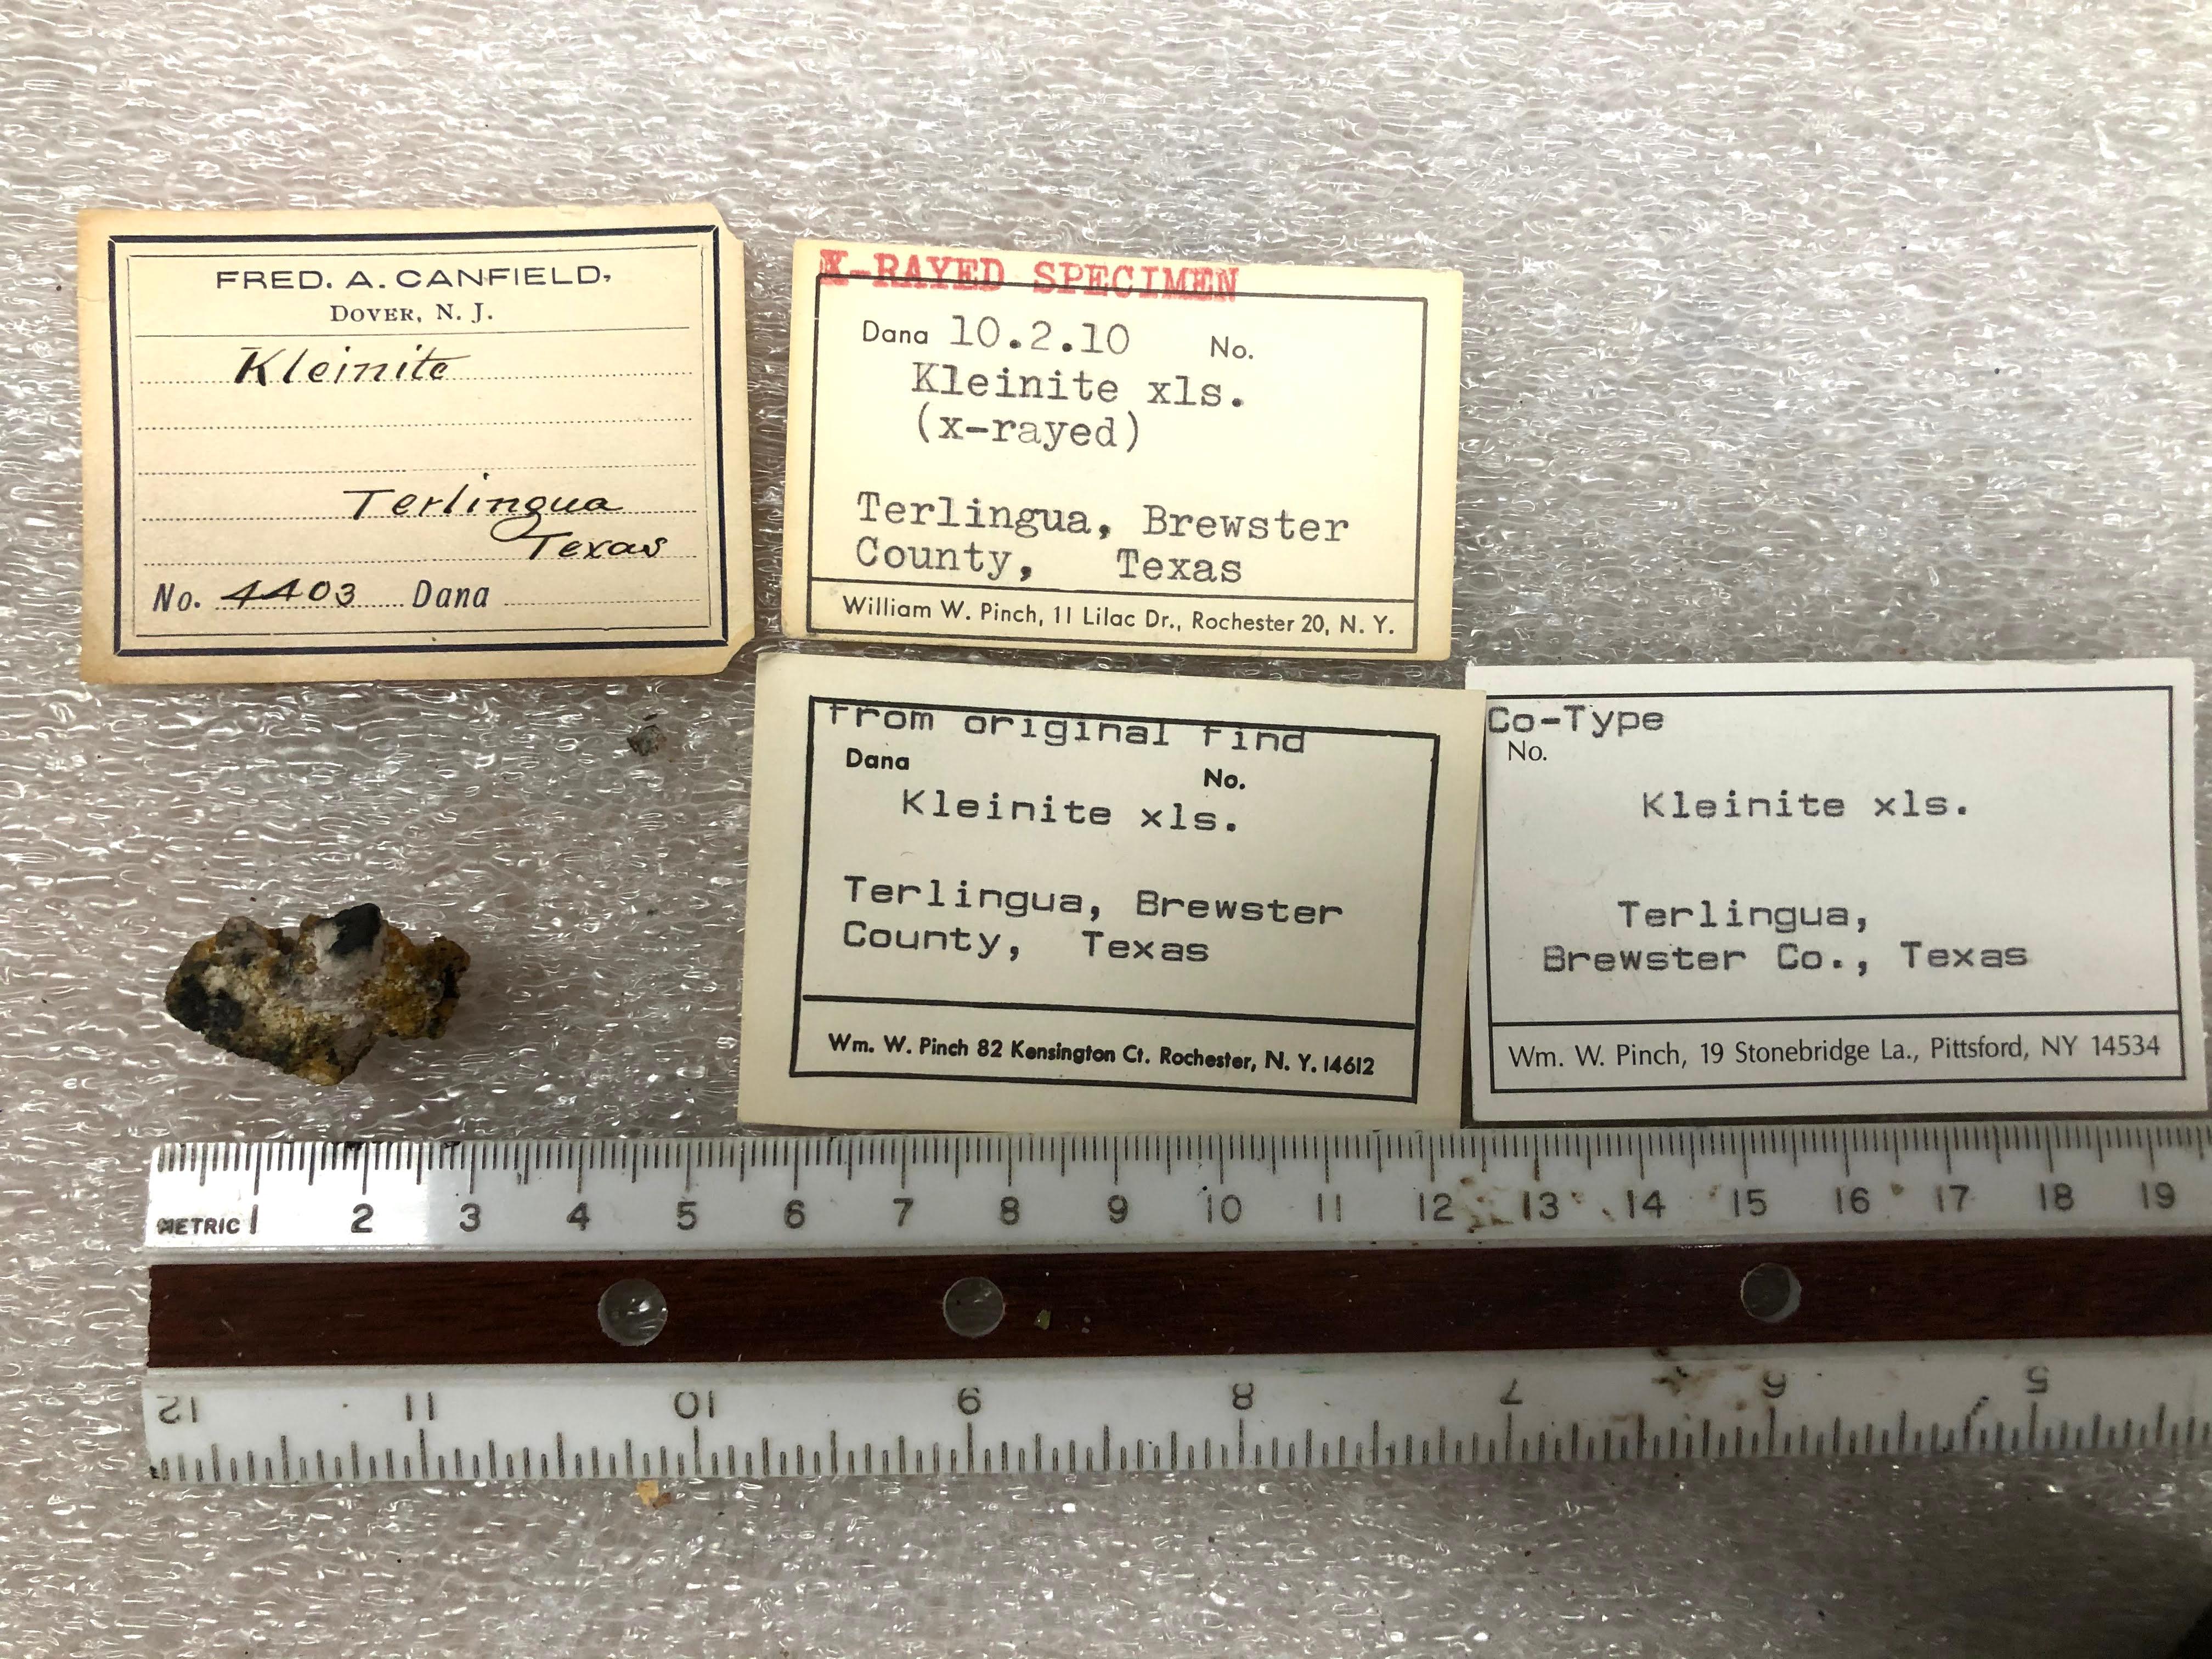 FRED. A. CANFIELD,
DOVER, N. J.
Kleinite
Terlingua
Texas
No. 4403 Dana
X-RAYED SPECIMEN
Dana 10.2.10 No.
Kleinite xls.
(x-rayed)
Terlingua, Brewster
County, Texas
William W. Pinch, 11 Lilac Dr., Rochester 20, N. Y.
from original find
Dana No.
Kleinite xls.
Terlingua, Brewster
County, Texas
Wm. W. Pinch 82 Kensington Ct. Rochester, N. Y. 14612
Co-Type
No.
Kleinite xls.
Terlingua,
Brewster Co., Texas
Wm. W. Pinch, 19 Stonebridge La., Pittsford, NY 14534
METRIC 1 2 3 4 5 6 7 8 9 10 11 12 13 14 15 16 17 18 19
12 11 10 9 8 7 6 5